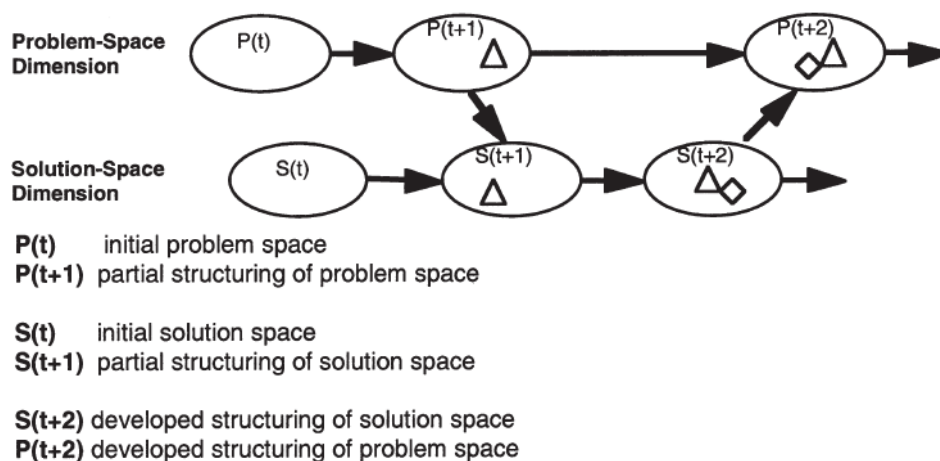 Problem-Space
Dimension
P(t)
P(t+1)
P(t+2)
Solution-Space
Dimension
S(t)
S(t+1)
S(t+2)
P(t) initial problem space
P(t+1) partial structuring of problem space
S(t) initial solution space
S(t+1) partial structuring of solution space
S(t+2) developed structuring of solution space
P(t+2) developed structuring of problem space